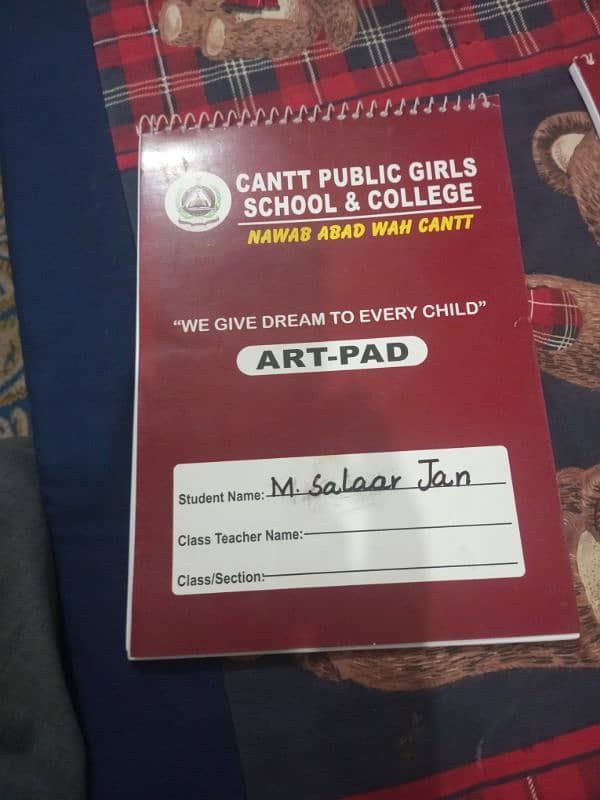 CANTT PUBLIC GIRLS
SCHOOL & COLLEGE
NAWAB ABAD WAH CANTT
“WE GIVE DREAM TO EVERY CHILD”
ART-PAD
Student Name: M. Salaar Jan
Class Teacher Name:
Class/Section: